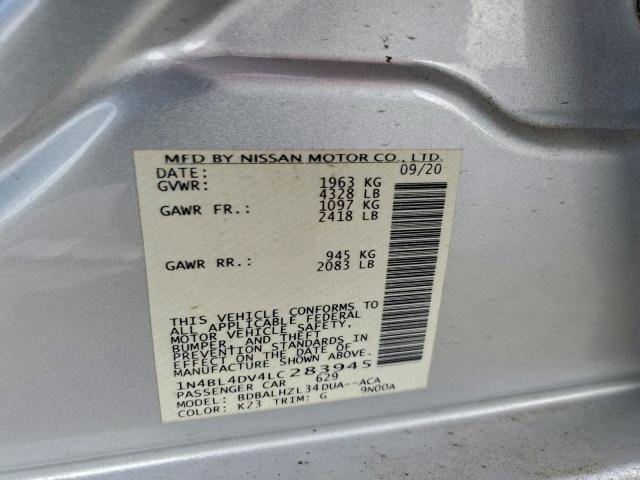 MFD BY NISSAN MOTOR CO., LTD.
DATE: 09/20
GVWR: 1963 KG
4328 LB
GAWR FR.: 1097 KG
2418 LB
GAWR RR.: 945 KG
2083 LB
THIS VEHICLE CONFORMS TO
ALL APPLICABLE FEDERAL
MOTOR VEHICLE SAFETY,
BUMPER, AND THEFT
PREVENTION STANDARDS IN
EFFECT ON THE DATE OF
MANUFACTURE SHOWN ABOVE.
1N4BL4DV4LC283945
PASSENGER CAR 629
MODEL: BDBALHZL34DUA--ACA
COLOR: K23 TRIM: G 9N00A